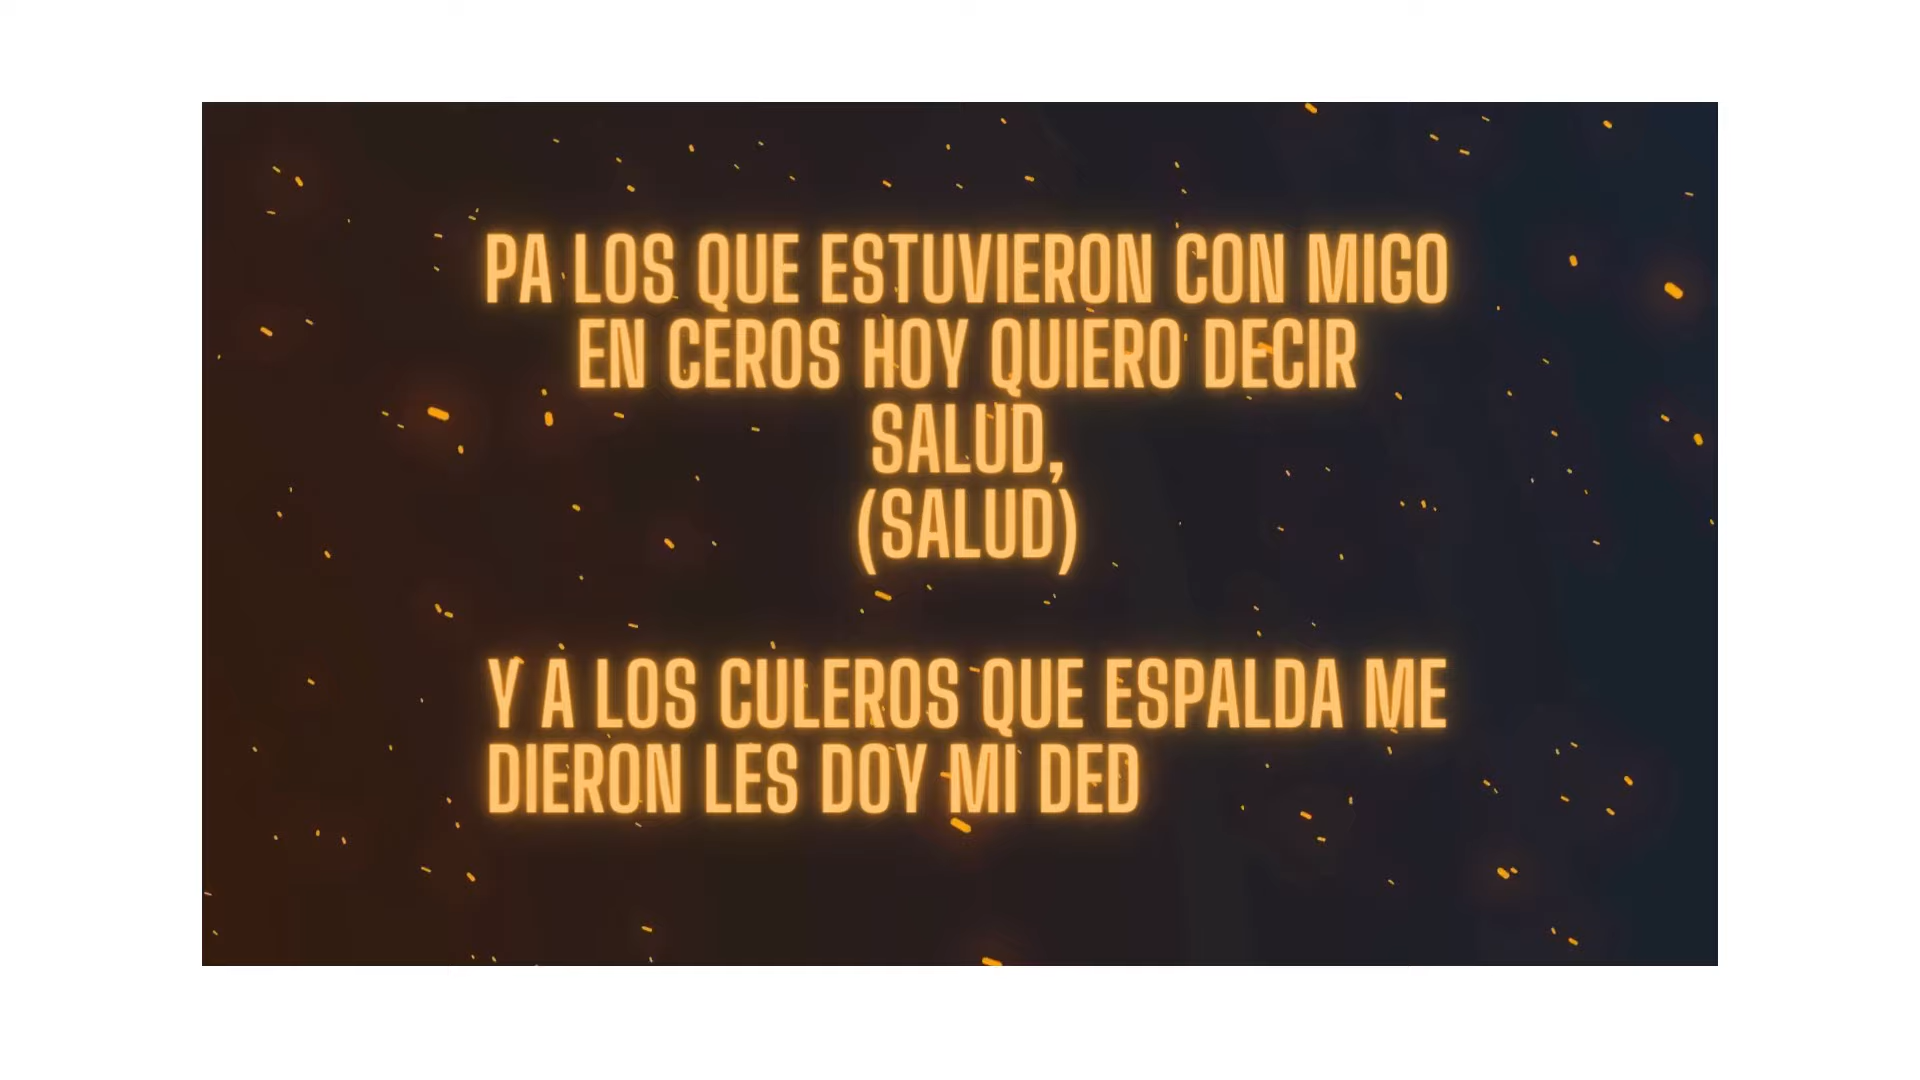 PA LOS QUE ESTUVIERON CON MIGO
EN CEROS HOY QUIERO DECIR
SALUD,
(SALUD)
Y A LOS CULEROS QUE ESPALDA ME
DIERON LES DOY MI DED